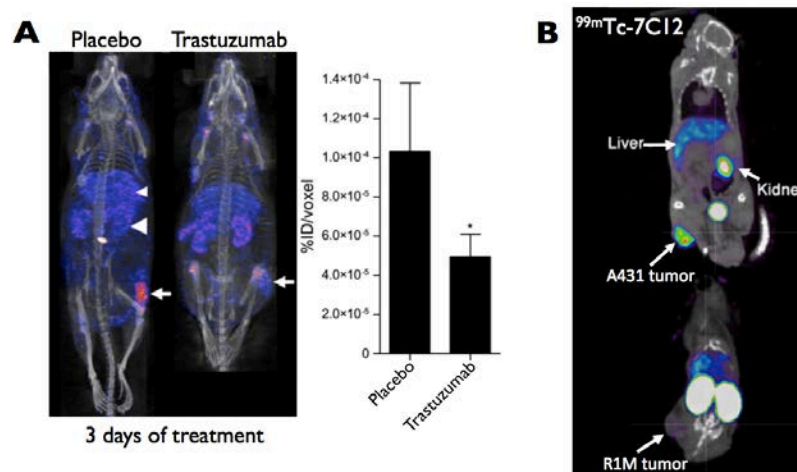 A
Placebo
Trastuzumab
3 days of treatment
%ID/voxel
1.4×10⁻⁴
1.2×10⁻⁴
1.0×10⁻⁴
8.0×10⁻⁵
6.0×10⁻⁵
4.0×10⁻⁵
2.0×10⁻⁵
0.0
*
Placebo
Trastuzumab
B
⁹⁹ᵐTc-7C12
Liver
Kidne
A431 tumor
R1M tumor